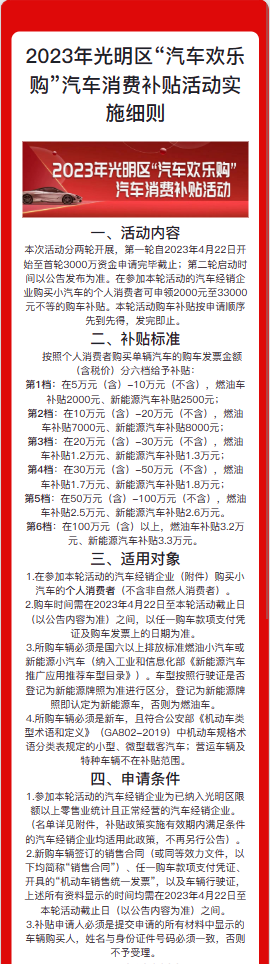 2023年光明区“汽车欢乐
购”汽车消费补贴活动实
施细则
2023年光明区“汽车欢乐购”
汽车消费补贴活动
一、活动内容
本次活动分两轮开展，第一轮自2023年4月22日开
始至首轮3000万资金申请完毕截止；第二轮启动时
间以公告发布为准。在参加本轮活动的汽车经销企
业购买小汽车的个人消费者可申领2000元至33000
元不等的购车补贴。本轮活动购车补贴按申请顺序
先到先得，发完即止。
二、补贴标准
按照个人消费者购买单辆汽车的购车发票金额
（含税价）分六档给予补贴：
第1档：在5万元（含）-10万元（不含），燃油车
补贴2000元、新能源汽车补贴2500元；
第2档：在10万元（含）-20万元（不含），燃油
车补贴7000元、新能源汽车补贴8000元；
第3档：在20万元（含）-30万元（不含），燃油
车补贴1.2万元、新能源汽车补贴1.3万元；
第4档：在30万元（含）-50万元（不含），燃油
车补贴1.7万元、新能源汽车补贴1.8万元；
第5档：在50万元（含）-100万元（不含），燃油
车补贴2.5万元、新能源汽车补贴2.6万元。
第6档：在100万元（含）以上，燃油车补贴3.2万
元、新能源汽车补贴3.3万元。
三、适用对象
1.在参加本轮活动的汽车经销企业（附件）购买小
汽车的个人消费者（不含非自然人消费者）。
2.购车时间需在2023年4月22日至本轮活动截止日
（以公告内容为准）之间，以任一购车款项支付凭
证及购车发票上的日期为准。
3.所购车辆必须是国六以上排放标准燃油小汽车或
新能源小汽车（纳入工业和信息化部《新能源汽车
推广应用推荐车型目录》）。车型按照行驶证是否
登记为新能源牌照为准进行区分，登记为新能源牌
照即认定为新能源车，否则为燃油车。
4.所购车辆必须是新车，且符合公安部《机动车类
型术语和定义》（GA802-2019）中机动车规格术
语分类表规定的小型、微型载客汽车；营运车辆及
特种车辆不在补贴范围。
四、申请条件
1.参加本轮活动的汽车经销企业为已纳入光明区限
额以上零售业统计且正常经营的汽车经销企业。
（名单详见附件，补贴政策实施有效期内满足条件
的汽车经销企业均适用此政策，不再另行公告）。
2.新购车辆签订的销售合同（或同等效力文件，以
下均简称“销售合同”）、任一购车款项支付凭证、
开具的“机动车销售统一发票”，以及车辆行驶证，
上述所有资料显示的时间均需在2023年4月22日至
本轮活动截止日（以公告内容为准）之间。
3.补贴申请人必须是提交申请的所有材料中显示的
车辆购买人，姓名与身份证件号码必须一致，否则
不予受理。